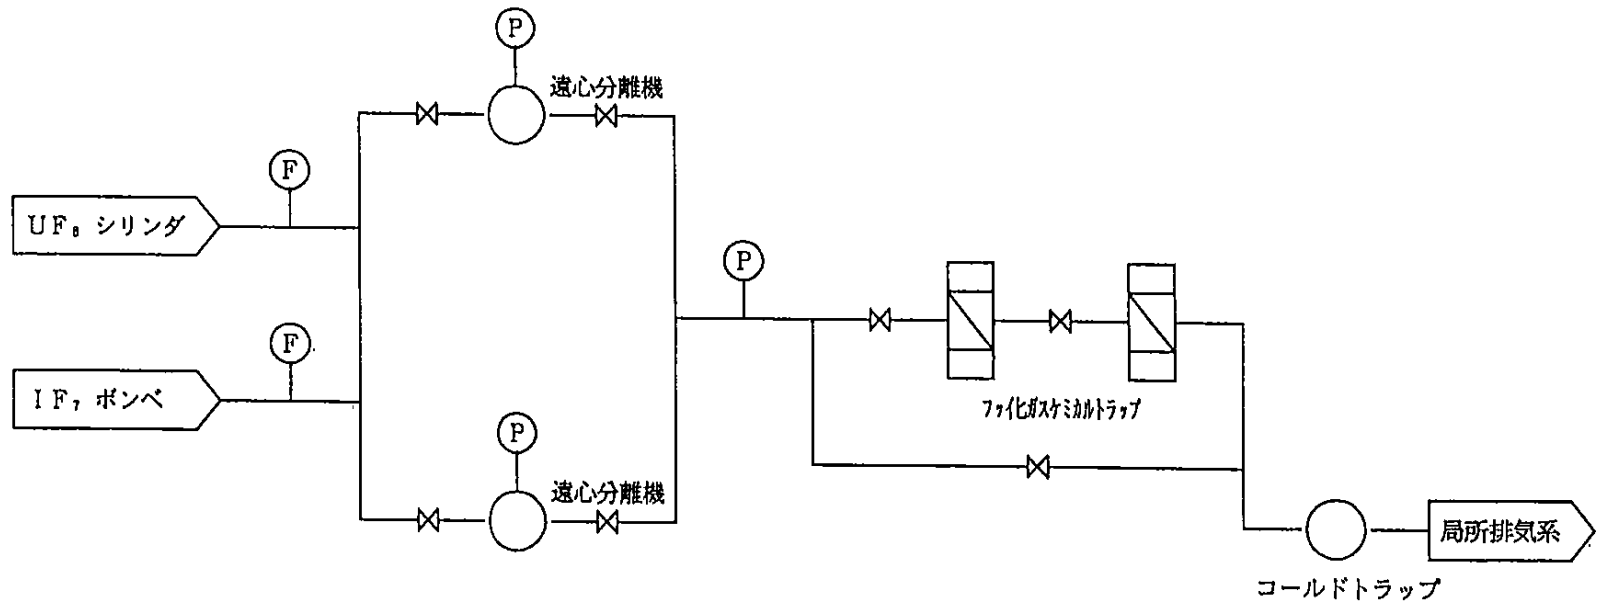 P
遠心分離機
F
UF₆ シリンダ
P
F
IF₇ ボンベ
フッ化ガスケミカルトラップ
P
遠心分離機
局所排気系
コールドトラップ